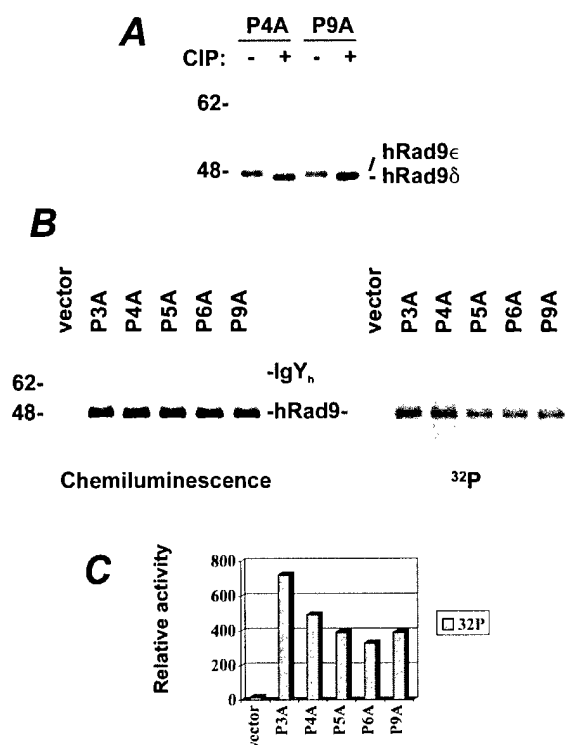 A
P4A P9A
CIP: - + - +
62-
48-
hRad9ϵ
- hRad9δ
B
vector P3A P4A P5A P6A P9A
vector P3A P4A P5A P6A P9A
-IgYh
62-
48-
-hRad9-
Chemiluminescence
32P
C
Relative activity
800
600
400
200
0
32P
vector P3A P4A P5A P6A P9A